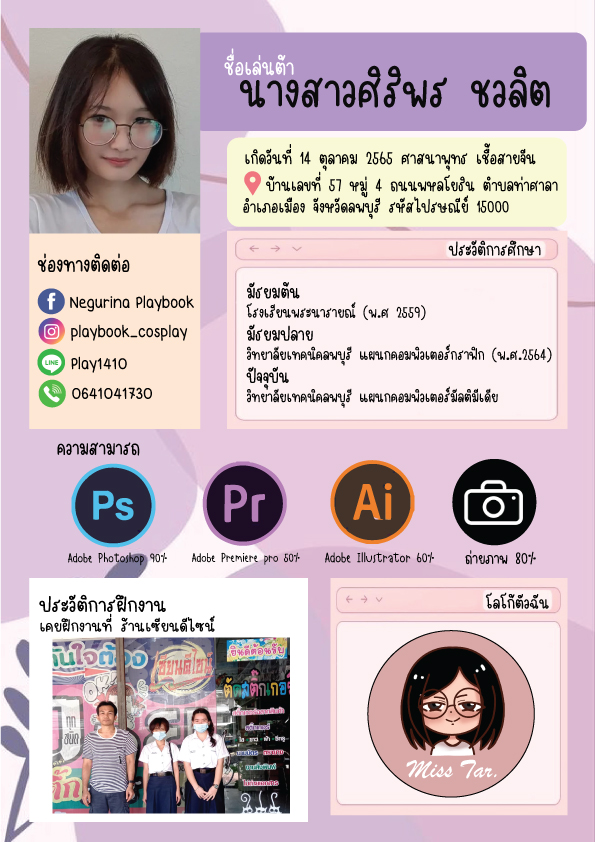 ชื่อเล่นต๊า
นางสาวศิริพร ชวลิต
เกิดวันที่ 14 ตุลาคม 2565 ศาสนาพุทธ เชื้อสายจีน
บ้านเลขที่ 57 หมู่ 4 ถนนพหลโยธิน ตำบลท่าศาลา
อำเภอเมือง จังหวัดลพบุรี รหัสไปรษณีย์ 15000
ช่องทางติดต่อ
Negurina Playbook
playbook_cosplay
LINE
Play1410
0641041730
ประวัติการศึกษา
มัธยมต้น
โรงเรียนพระนารายณ์ (พ.ศ 2559)
มัธยมปลาย
วิทยาลัยเทคนิคลพบุรี แผนกคอมพิวเตอร์กราฟิก (พ.ศ.2564)
ปัจจุบัน
วิทยาลัยเทคนิคลพบุรี แผนกคอมพิวเตอร์มัลติมีเดีย
ความสามารถ
Ps
Pr
Ai
Adobe Photoshop 90%
Adobe Premiere pro 50%
Adobe Illustrator 60%
ถ่ายภาพ 80%
ประวัติการฝึกงาน
เคยฝึกงานที่ ร้านเซียนดีไซน์
ยินดีต้อนรับ
โลโก้ตัวฉัน
Miss Tar.